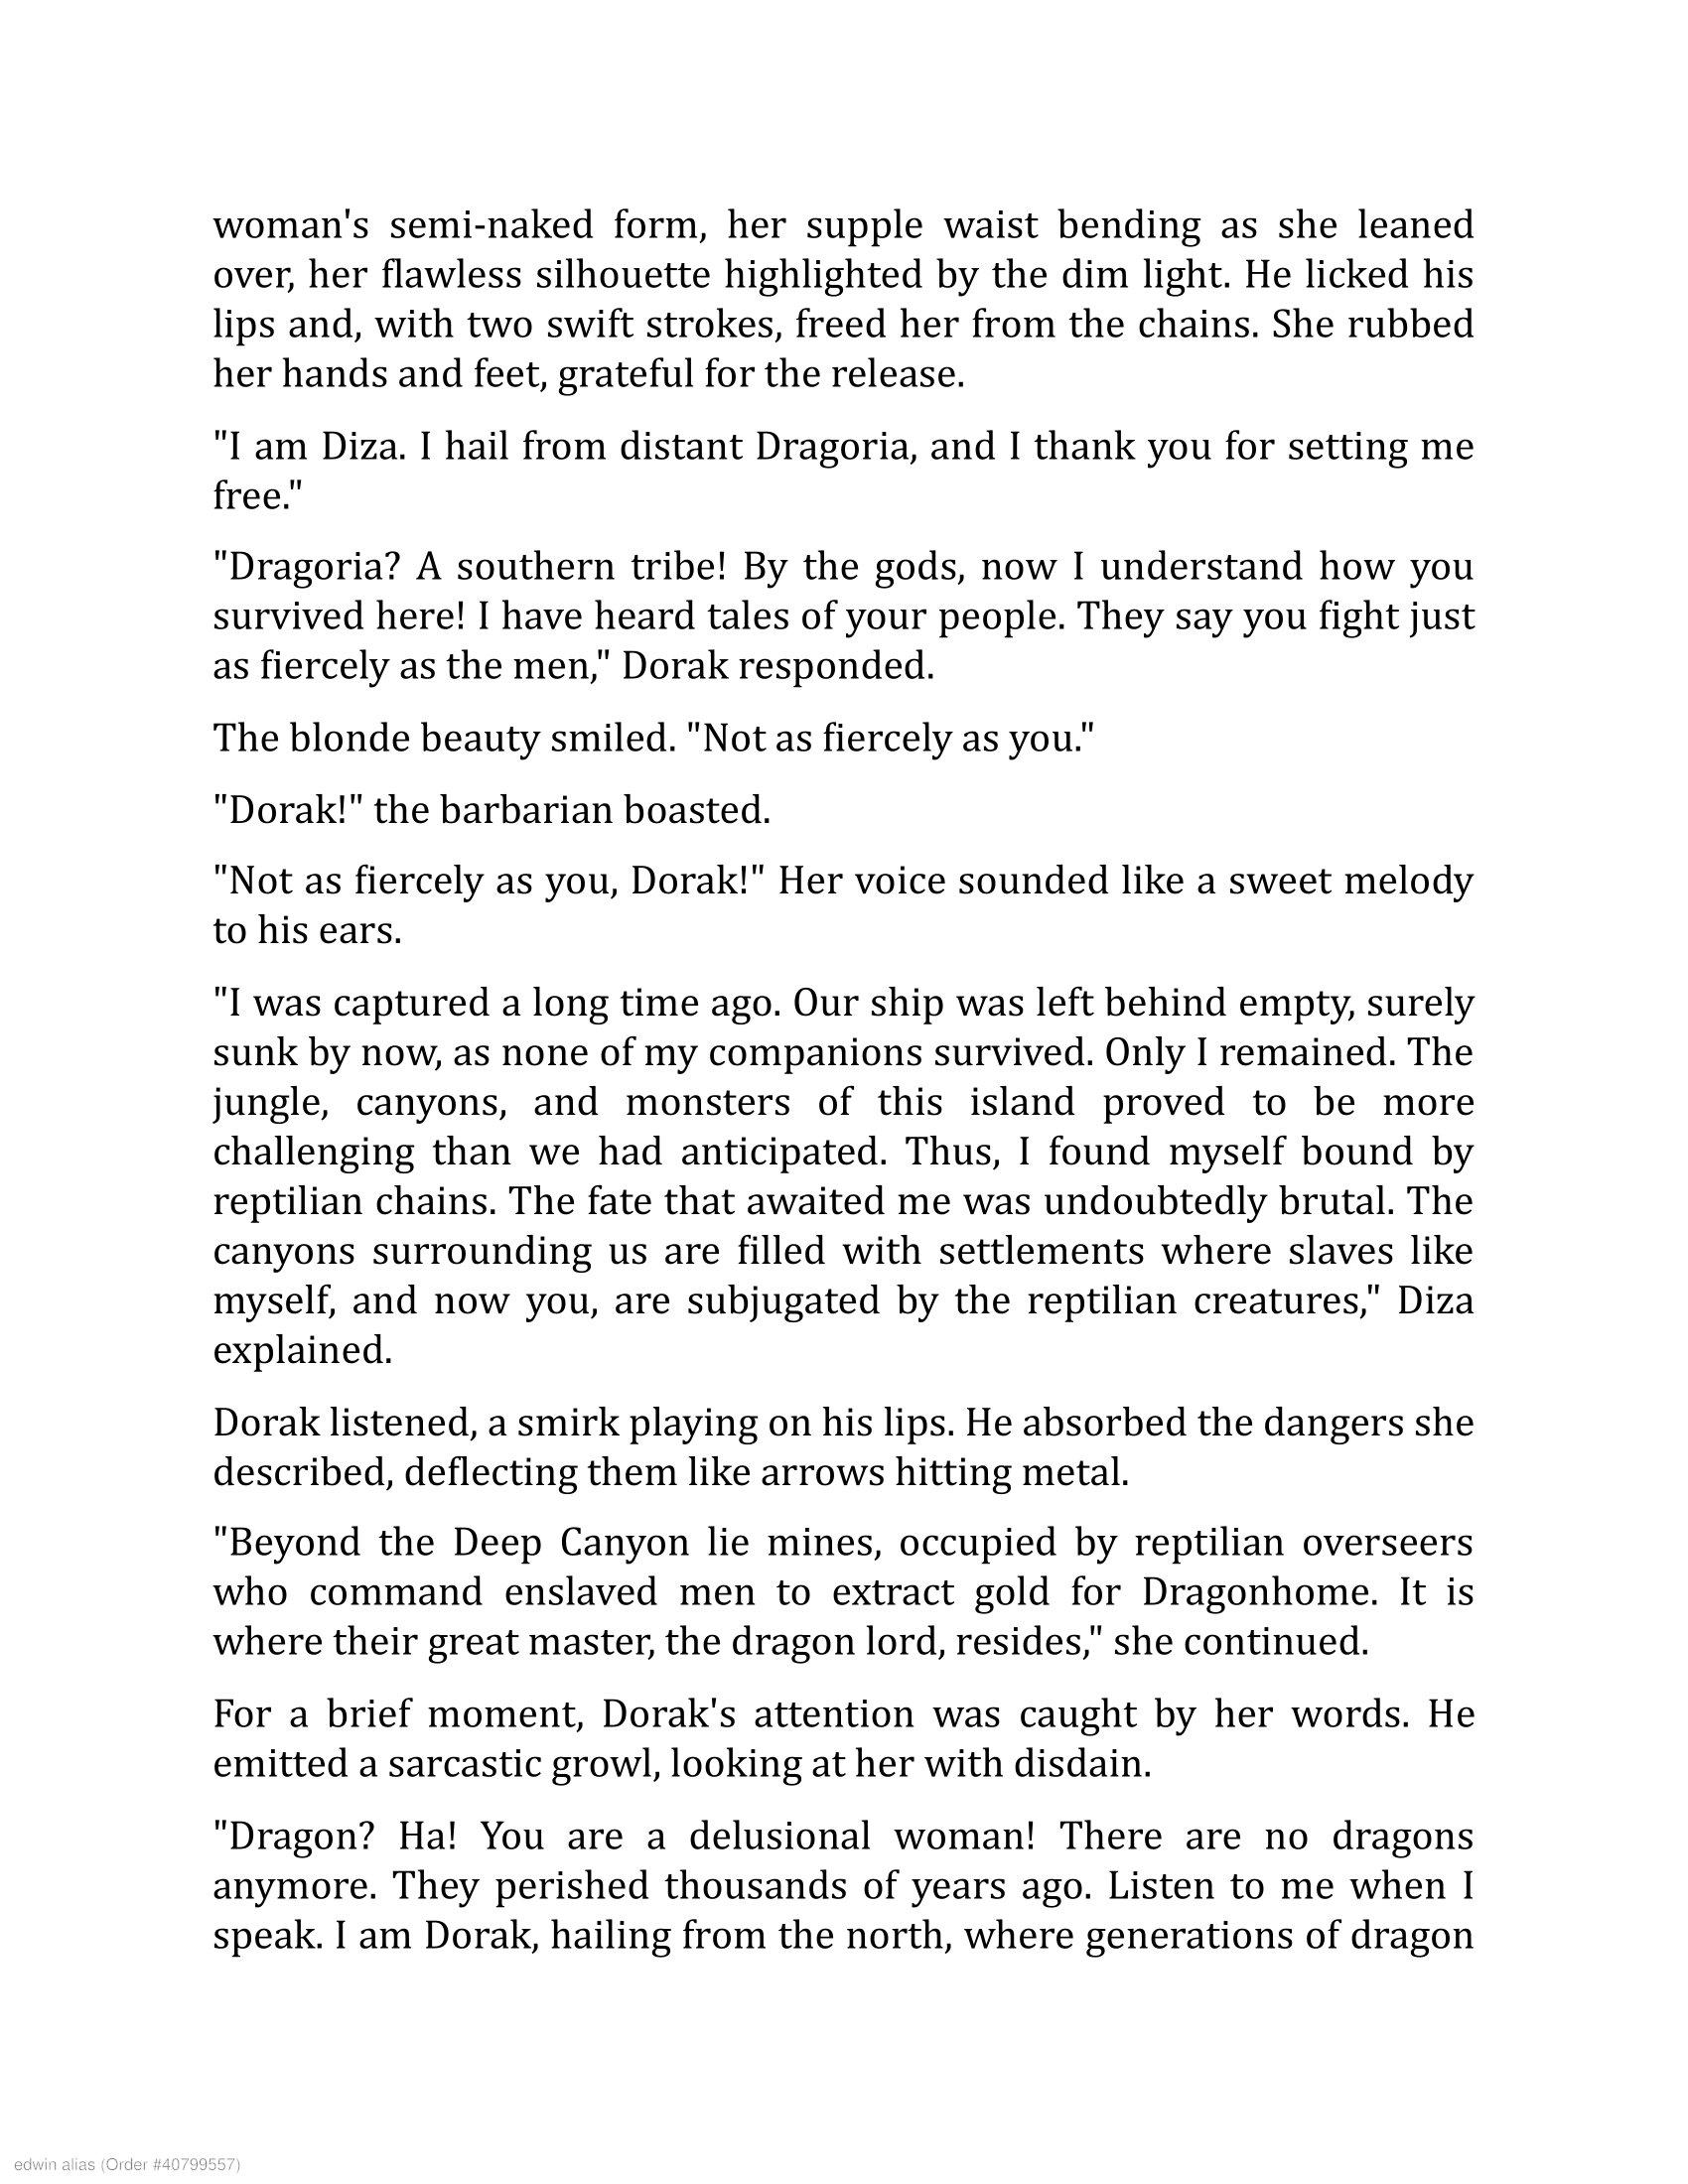 woman's semi-naked form, her supple waist bending as she leaned
over, her flawless silhouette highlighted by the dim light. He licked his
lips and, with two swift strokes, freed her from the chains. She rubbed
her hands and feet, grateful for the release.
"I am Diza. I hail from distant Dragoria, and I thank you for setting me
free."
"Dragoria? A southern tribe! By the gods, now I understand how you
survived here! I have heard tales of your people. They say you fight just
as fiercely as the men," Dorak responded.
The blonde beauty smiled. "Not as fiercely as you."
"Dorak!" the barbarian boasted.
"Not as fiercely as you, Dorak!" Her voice sounded like a sweet melody
to his ears.
"I was captured a long time ago. Our ship was left behind empty, surely
sunk by now, as none of my companions survived. Only I remained. The
jungle, canyons, and monsters of this island proved to be more
challenging than we had anticipated. Thus, I found myself bound by
reptilian chains. The fate that awaited me was undoubtedly brutal. The
canyons surrounding us are filled with settlements where slaves like
myself, and now you, are subjugated by the reptilian creatures," Diza
explained.
Dorak listened, a smirk playing on his lips. He absorbed the dangers she
described, deflecting them like arrows hitting metal.
"Beyond the Deep Canyon lie mines, occupied by reptilian overseers
who command enslaved men to extract gold for Dragonhome. It is
where their great master, the dragon lord, resides," she continued.
For a brief moment, Dorak's attention was caught by her words. He
emitted a sarcastic growl, looking at her with disdain.
"Dragon? Ha! You are a delusional woman! There are no dragons
anymore. They perished thousands of years ago. Listen to me when I
speak. I am Dorak, hailing from the north, where generations of dragon
edwin alias (Order #40799557)